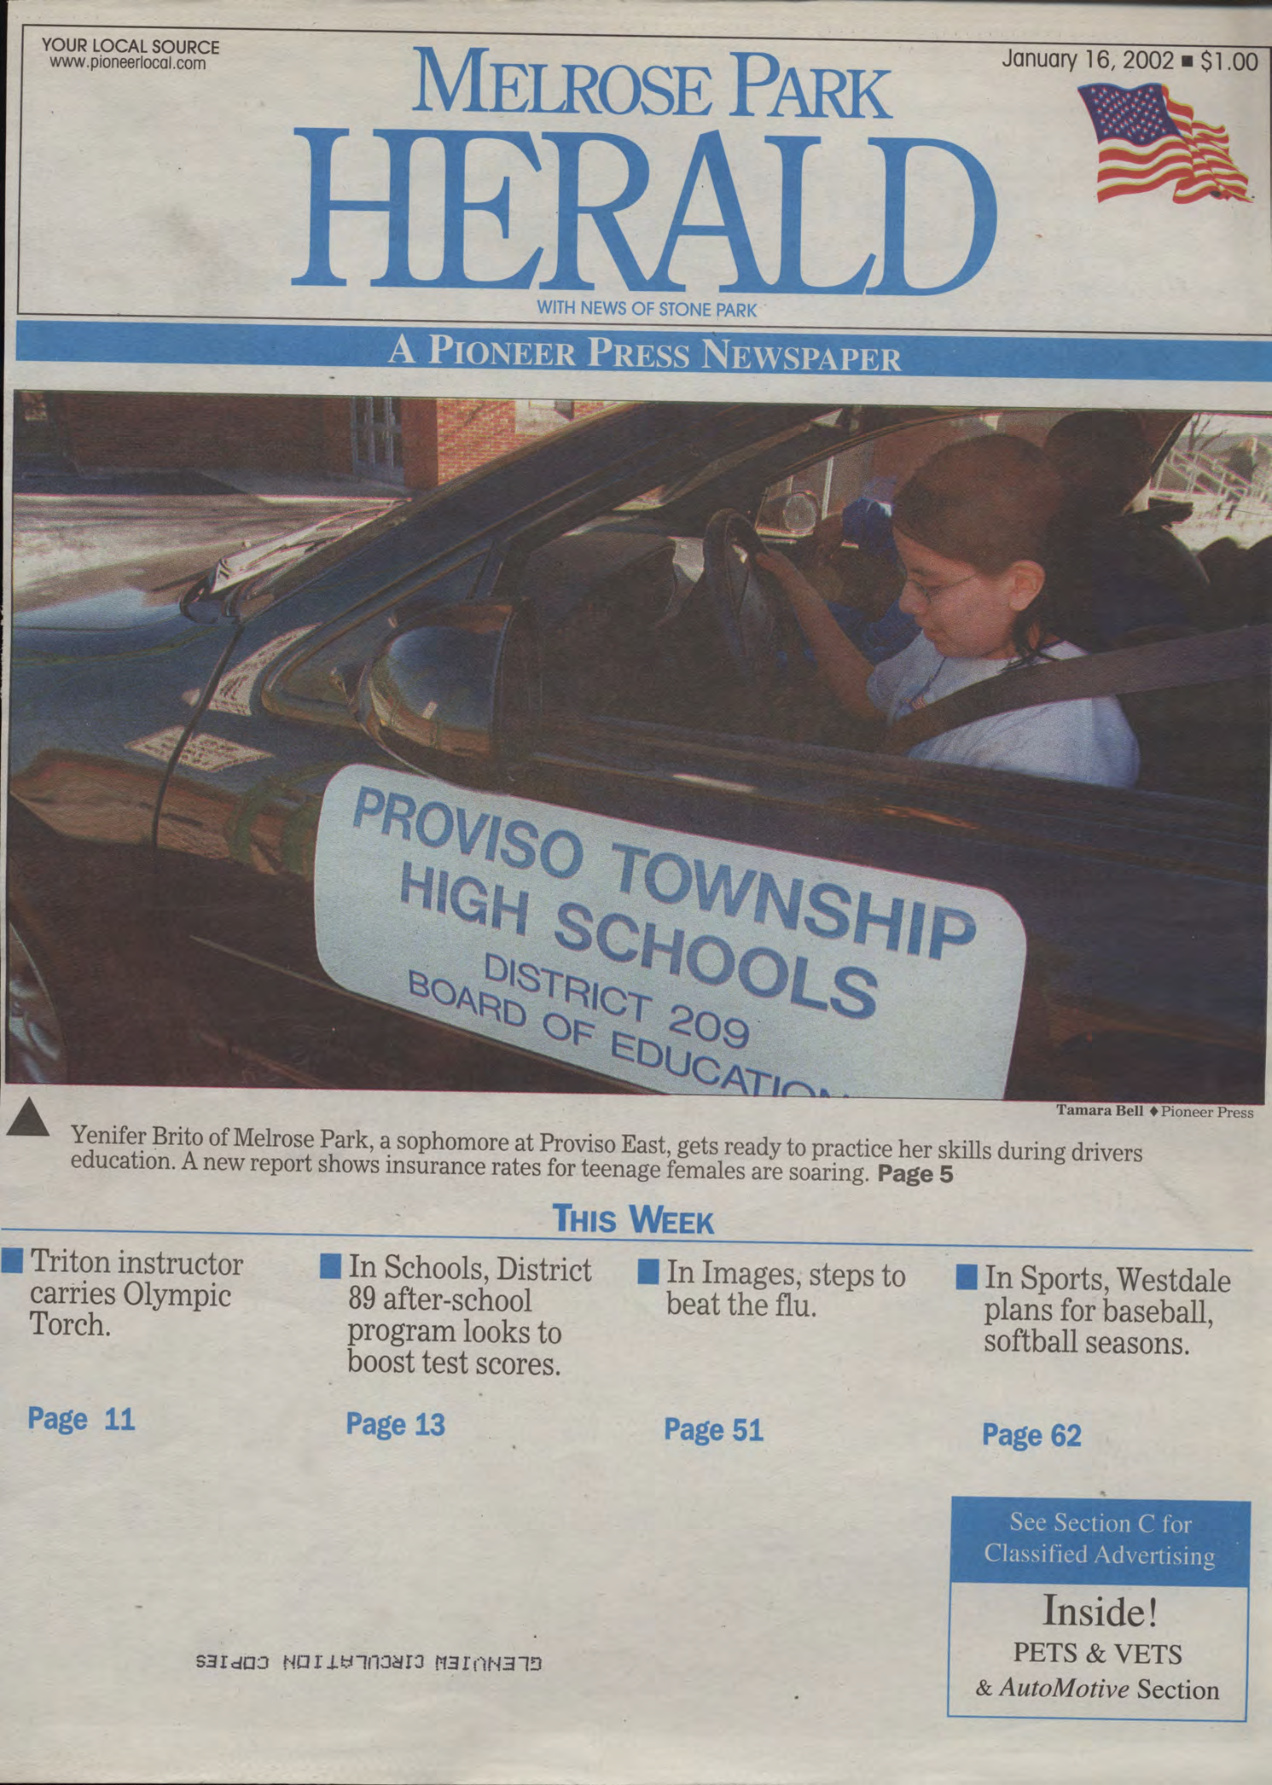 YOUR LOCAL SOURCE
www.pioneerlocal.com
January 16, 2002 ■ $1.00
MELROSE PARK
HERALD
WITH NEWS OF STONE PARK
A PIONEER PRESS NEWSPAPER
PROVISO TOWNSHIP
HIGH SCHOOLS
DISTRICT 209
BOARD OF EDUCATION
Tamara Bell ♦ Pioneer Press
Yenifer Brito of Melrose Park, a sophomore at Proviso East, gets ready to practice her skills during drivers
education. A new report shows insurance rates for teenage females are soaring. Page 5
THIS WEEK
Triton instructor
carries Olympic
Torch.
Page 11
In Schools, District
89 after-school
program looks to
boost test scores.
Page 13
In Images, steps to
beat the flu.
Page 51
In Sports, Westdale
plans for baseball,
softball seasons.
Page 62
See Section C for
Classified Advertising
Inside!
PETS & VETS
& AutoMotive Section
GLENVIEW CIRCULATION COPIES